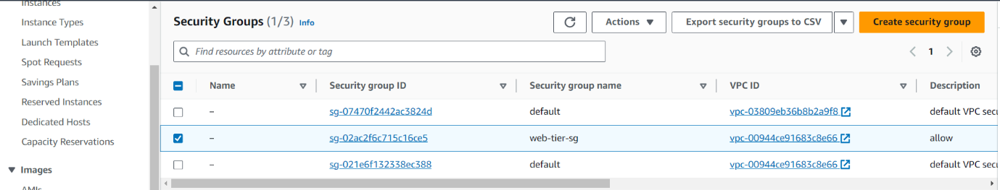 Instances
Instance Types
Launch Templates
Spot Requests
Savings Plans
Reserved Instances
Dedicated Hosts
Capacity Reservations
Images
AMIs
Security Groups (1/3) Info
Actions
Export security groups to CSV
Create security group
Find resources by attribute or tag
1
Name Security group ID Security group name VPC ID Description
– sg-07470f2442ac3824d default vpc-03809eb36b8b2a9f8 default VPC secu
– sg-02ac2f6c715c16ce5 web-tier-sg vpc-00944ce91683c8e66 allow
– sg-021e6f132338ec388 default vpc-00944ce91683c8e66 default VPC secu